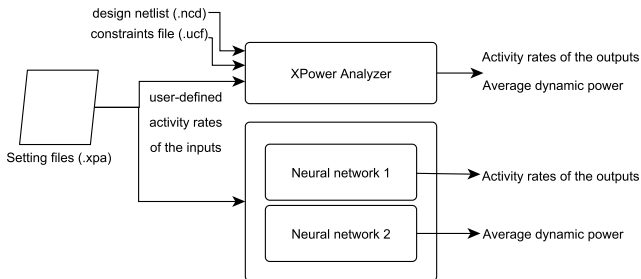 design netlist (.ncd)
constraints file (.ucf)
XPower Analyzer
Activity rates of the outputs
Average dynamic power
user-defined
activity rates
of the inputs
Setting files (.xpa)
Neural network 1
Activity rates of the outputs
Neural network 2
Average dynamic power